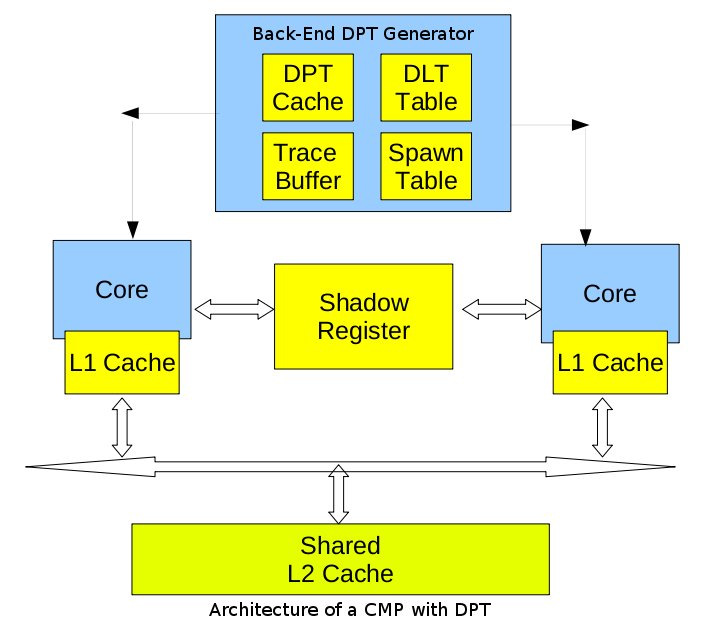 Back-End DPT Generator
DPT
Cache
DLT
Table
Trace
Buffer
Spawn
Table
Core
L1 Cache
Shadow
Register
Core
L1 Cache
Shared
L2 Cache
Architecture of a CMP with DPT